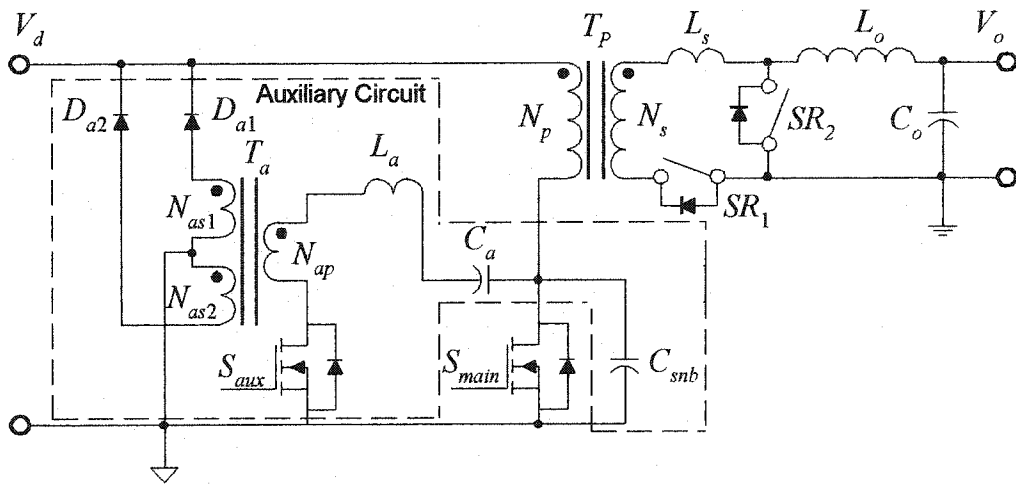 V_d
T_P
L_s
L_o
V_o
Auxiliary Circuit
D_a2
D_a1
N_p
N_s
SR_2
C_o
T_a
L_a
N_as1
N_ap
C_a
SR_1
N_as2
S_aux
S_main
C_snb